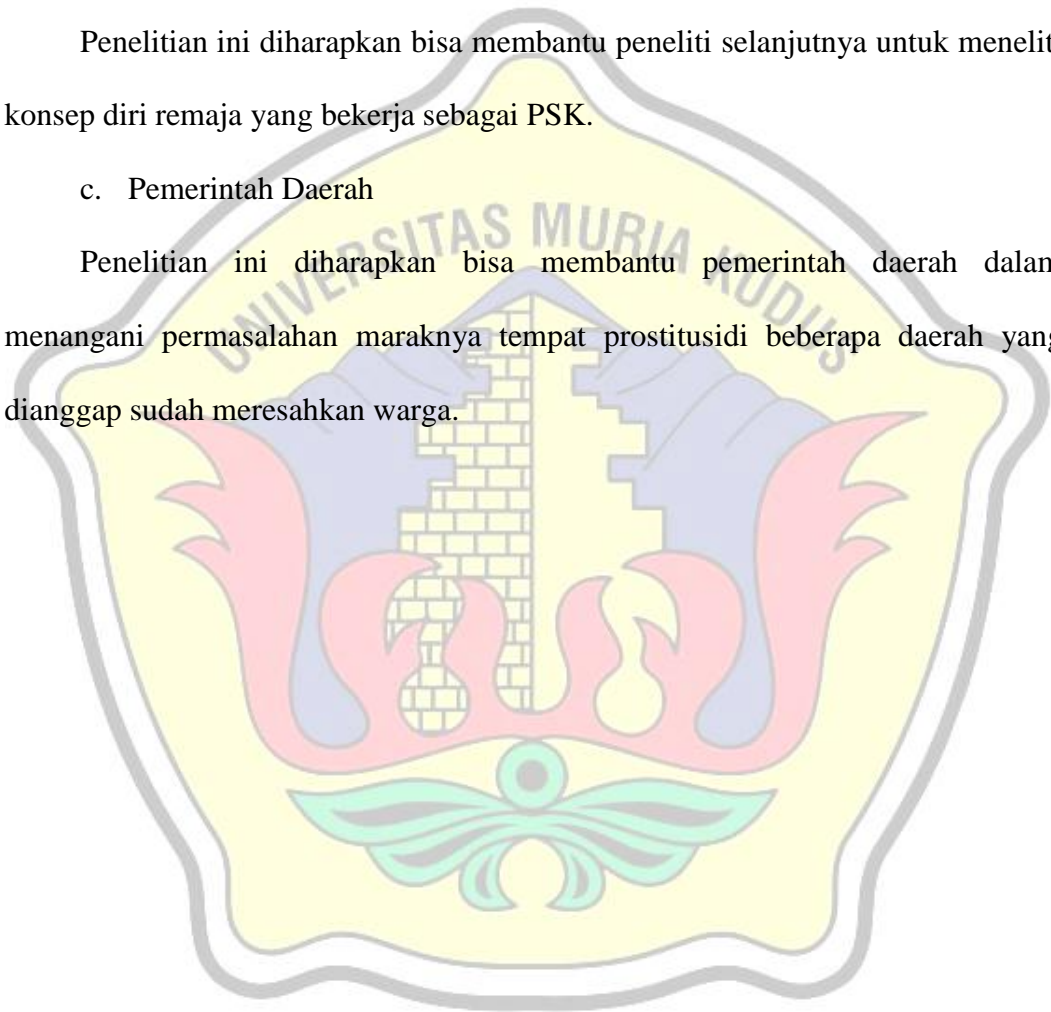 Penelitian ini diharapkan bisa membantu peneliti selanjutnya untuk menelit
konsep diri remaja yang bekerja sebagai PSK.
c. Pemerintah Daerah
UNIVERSITAS MURIA KUDUS
Penelitian ini diharapkan bisa membantu pemerintah daerah dalam
menangani permasalahan maraknya tempat prostitusidi beberapa daerah yang
dianggap sudah meresahkan warga.